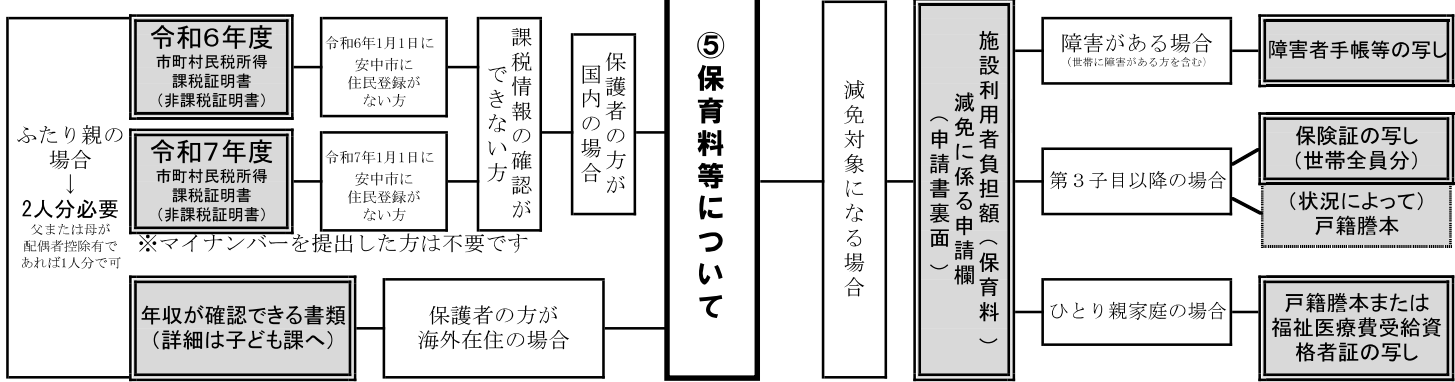 ふたり親の
場合
↓
2人分必要
父または母が
配偶者控除有で
あれば1人分で可
令和6年度
市町村民税所得
課税証明書
（非課税証明書）
令和6年1月1日に
安中市に
住民登録が
ない方
令和7年度
市町村民税所得
課税証明書
（非課税証明書）
令和7年1月1日に
安中市に
住民登録が
ない方
※マイナンバーを提出した方は不要です
課税情報の確認が
できない方
保護者の方が
国内の場合
年収が確認できる書類
（詳細は子ども課へ）
保護者の方が
海外在住の場合
⑤保育料等について
減免対象になる場合
施設利用者負担額（保育料）
減免に係る申請欄
（申請書裏面）
障害がある場合
（世帯に障害がある方を含む）
障害者手帳等の写し
第３子目以降の場合
保険証の写し
（世帯全員分）
（状況によって）
戸籍謄本
ひとり親家庭の場合
戸籍謄本または
福祉医療費受給資
格者証の写し